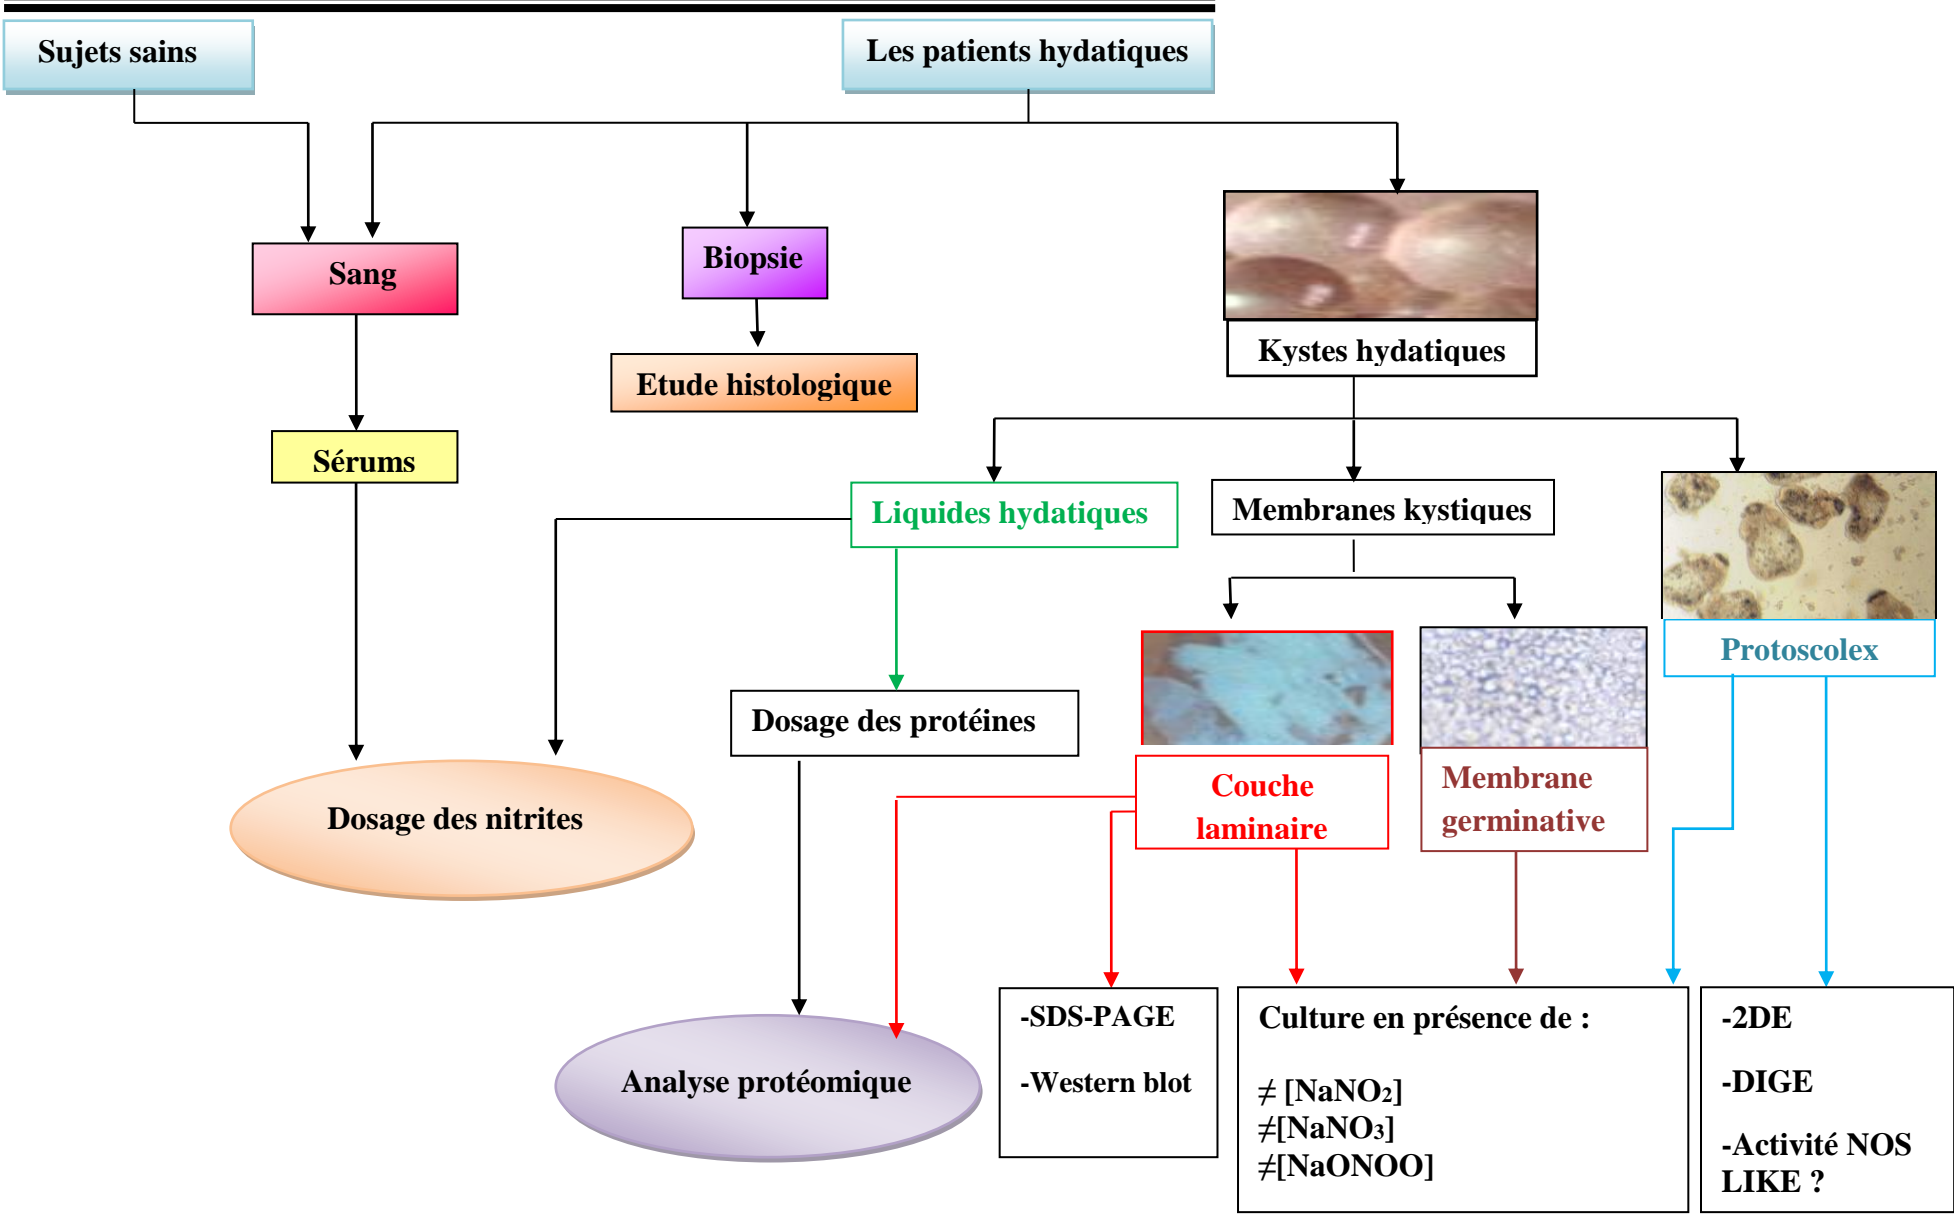 Sujets sains
Les patients hydatiques
Sang
Biopsie
Kystes hydatiques
Etude histologique
Sérums
Liquides hydatiques
Membranes kystiques
Protoscolex
Dosage des protéines
Dosage des nitrites
Couche
laminaire
Membrane
germinative
Analyse protéomique
-SDS-PAGE
-Western blot
Culture en présence de :
≠ [NaNO₂]
≠[NaNO₃]
≠[NaONOO]
-2DE
-DIGE
-Activité NOS
LIKE ?